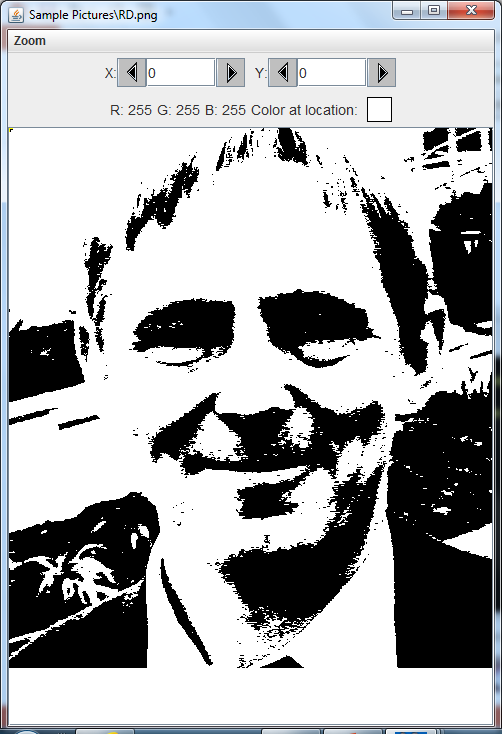 Sample Pictures\RD.png
Zoom
X: 0 Y: 0
R: 255 G: 255 B: 255 Color at location: